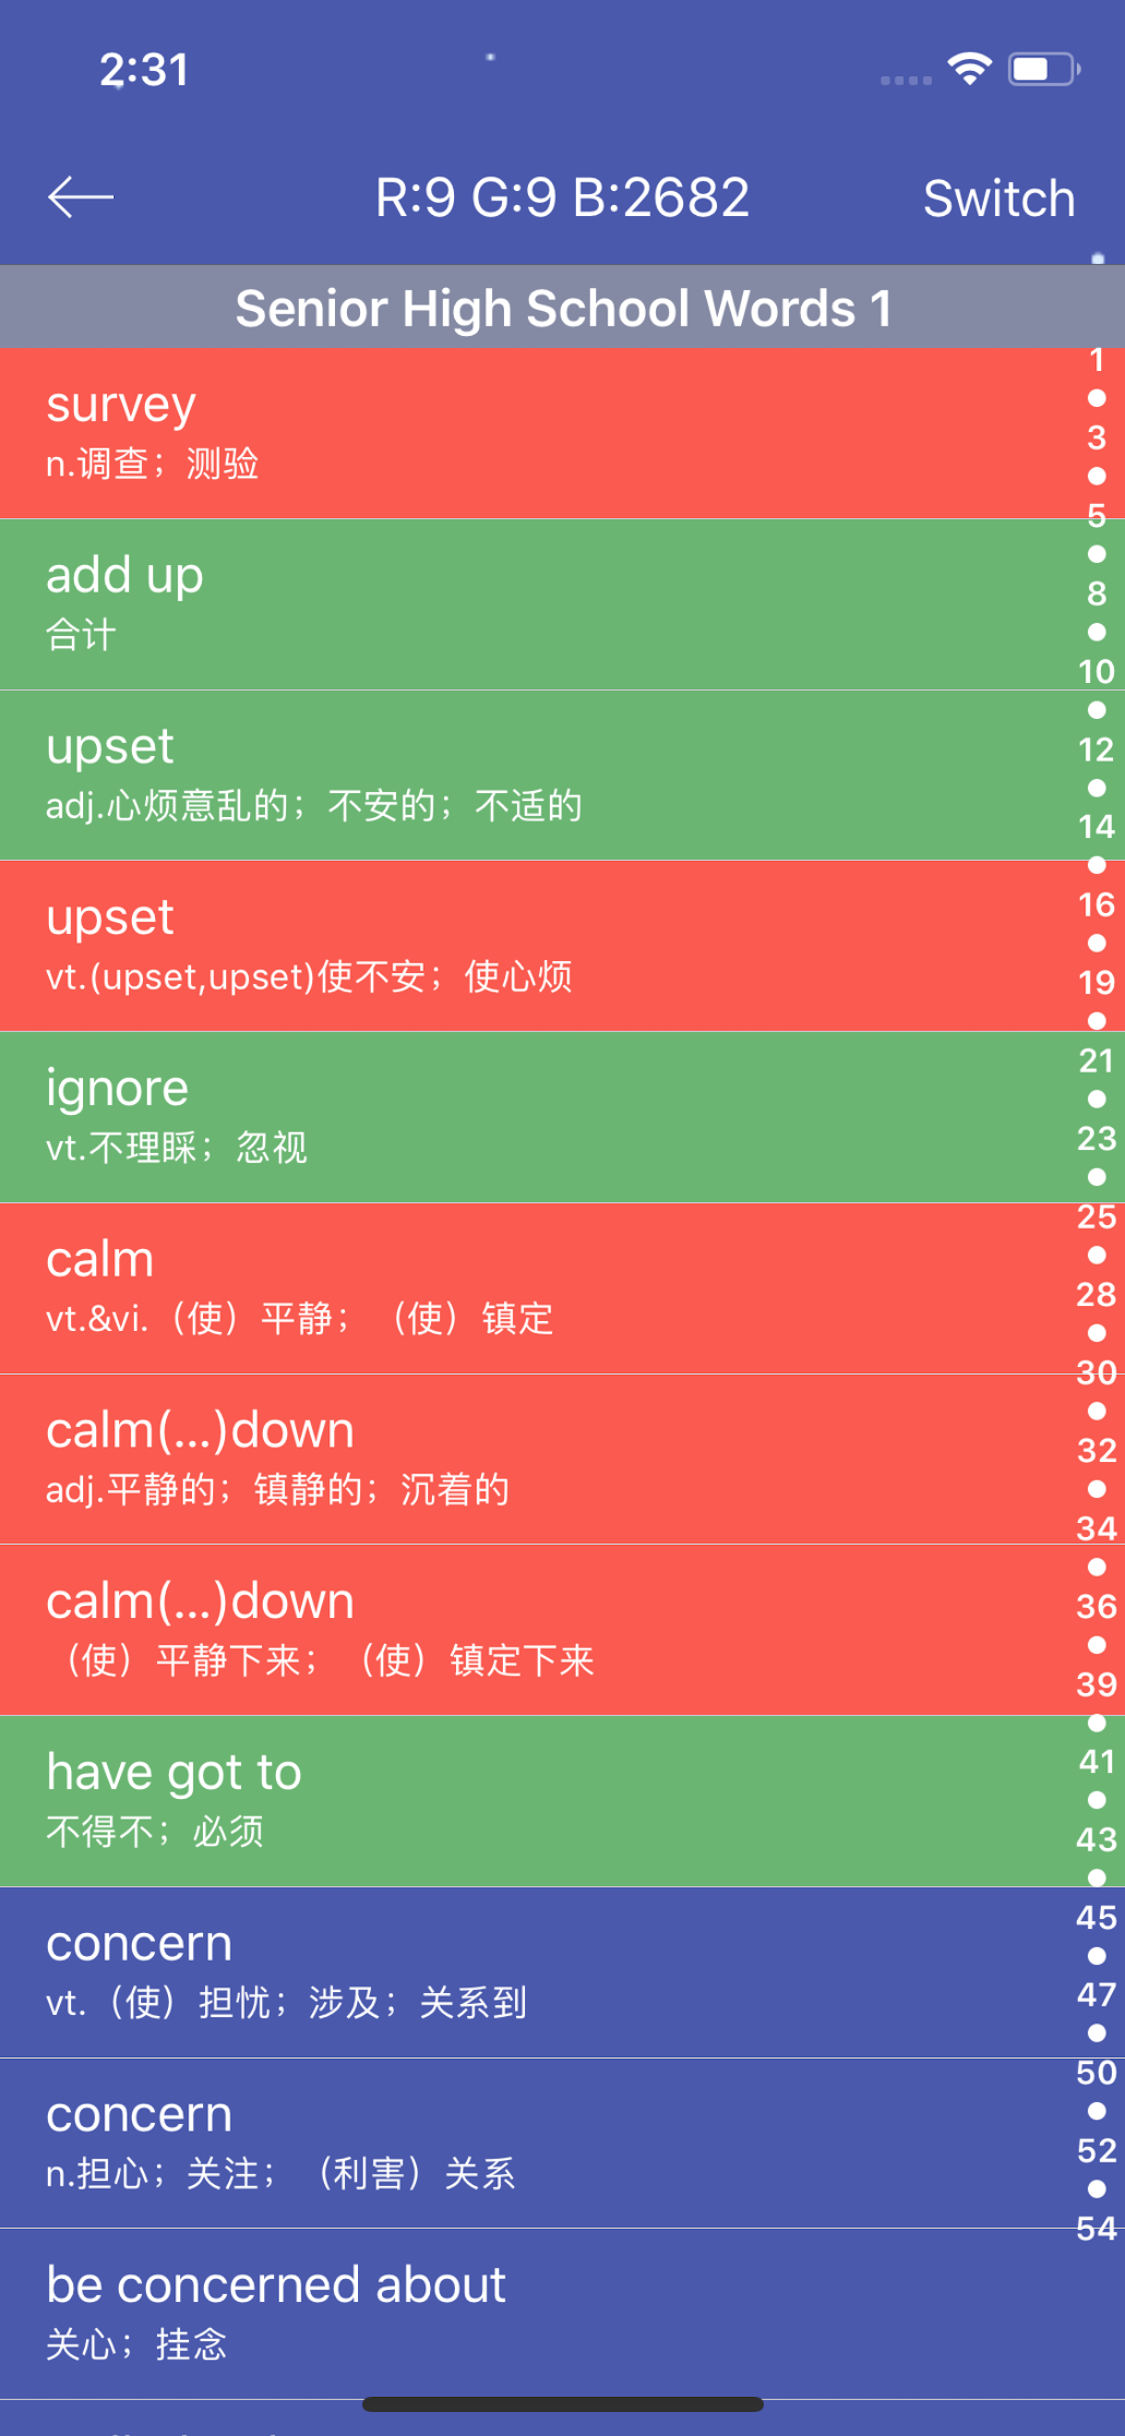 2:31
R:9 G:9 B:2682
Switch
Senior High School Words 1
survey
n.调查；测验
add up
合计
upset
adj.心烦意乱的；不安的；不适的
upset
vt.(upset,upset)使不安；使心烦
ignore
vt.不理睬；忽视
calm
vt.&vi.（使）平静；（使）镇定
calm(...)down
adj.平静的；镇静的；沉着的
calm(...)down
（使）平静下来；（使）镇定下来
have got to
不得不；必须
concern
vt.（使）担忧；涉及；关系到
concern
n.担心；关注；（利害）关系
be concerned about
关心；挂念
1
3
5
8
10
12
14
16
19
21
23
25
28
30
32
34
36
39
41
43
45
47
50
52
54